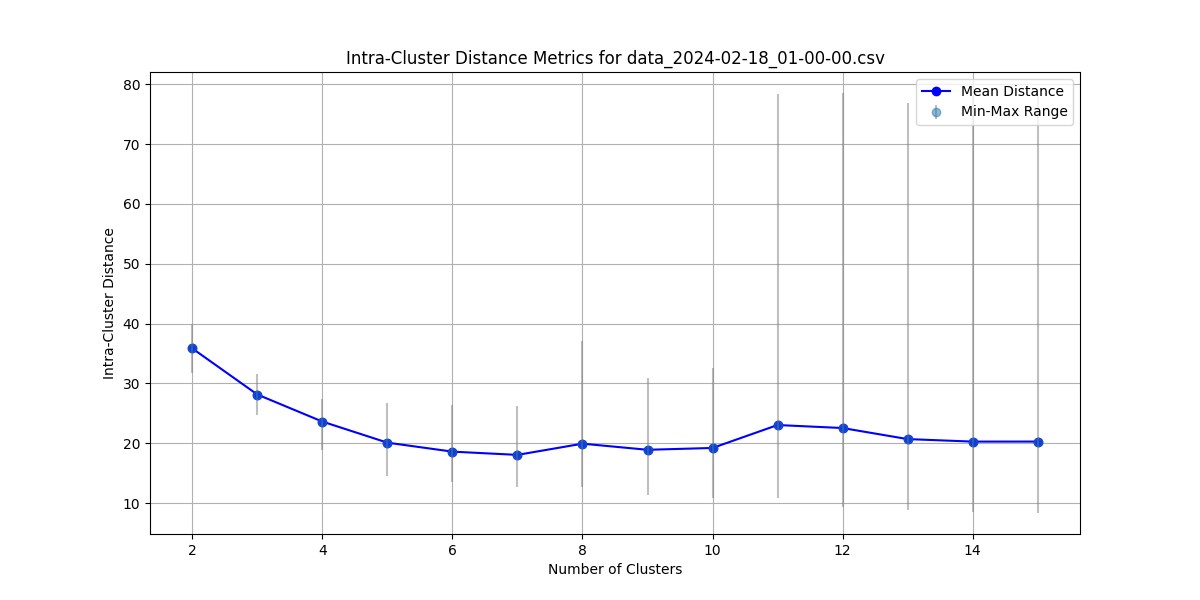 Intra-Cluster Distance Metrics for data_2024-02-18_01-00-00.csv
Mean Distance
Min-Max Range
80
70
60
50
40
30
20
10
Intra-Cluster Distance
2 4 6 8 10 12 14
Number of Clusters